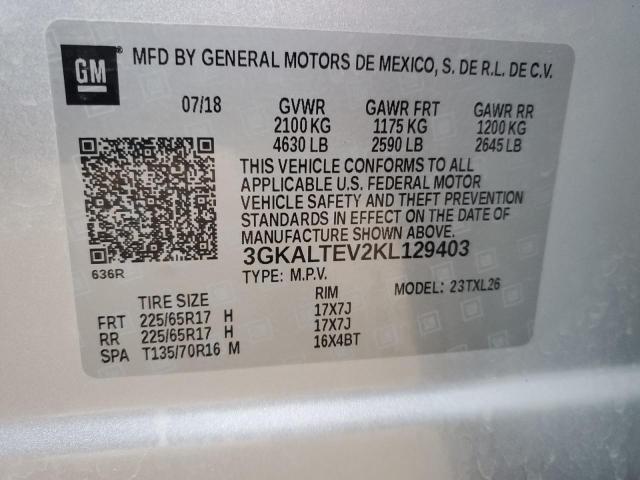 GM
MFD BY GENERAL MOTORS DE MEXICO, S. DE R.L. DE C.V.
07/18 GVWR GAWR FRT GAWR RR
2100 KG 1175 KG 1200 KG
4630 LB 2590 LB 2645 LB
THIS VEHICLE CONFORMS TO ALL
APPLICABLE U.S. FEDERAL MOTOR
VEHICLE SAFETY AND THEFT PREVENTION
STANDARDS IN EFFECT ON THE DATE OF
MANUFACTURE SHOWN ABOVE.
3GKALTEV2KL129403
636R
TYPE: M.P.V. MODEL: 23TXL26
TIRE SIZE RIM
FRT 225/65R17 H 17X7J
RR 225/65R17 H 17X7J
SPA T135/70R16 M 16X4BT